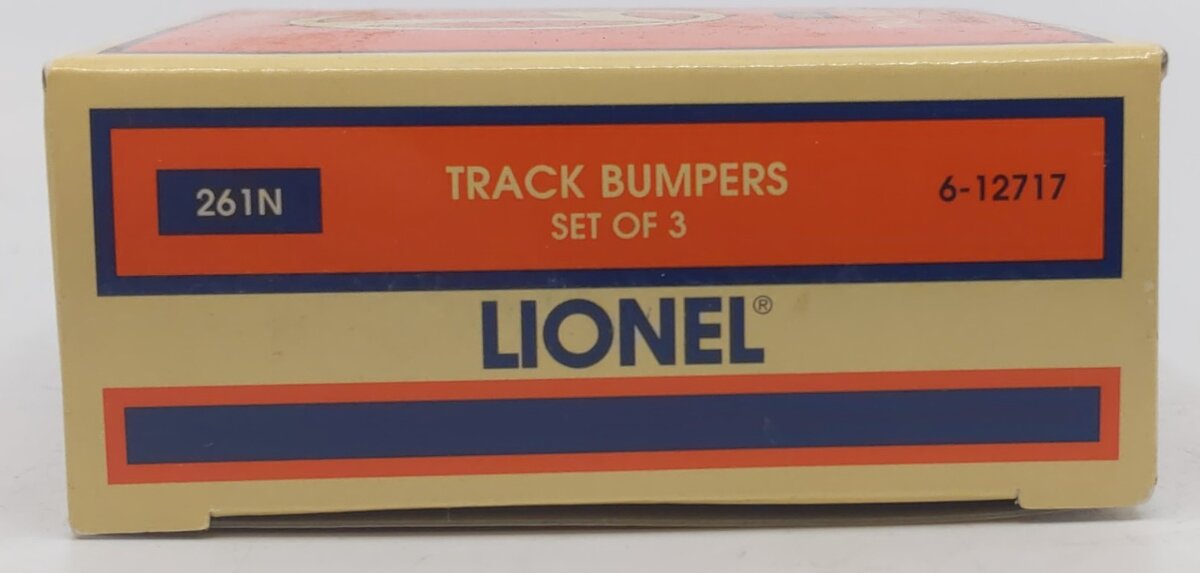 261N
TRACK BUMPERS
SET OF 3
6-12717
LIONEL®